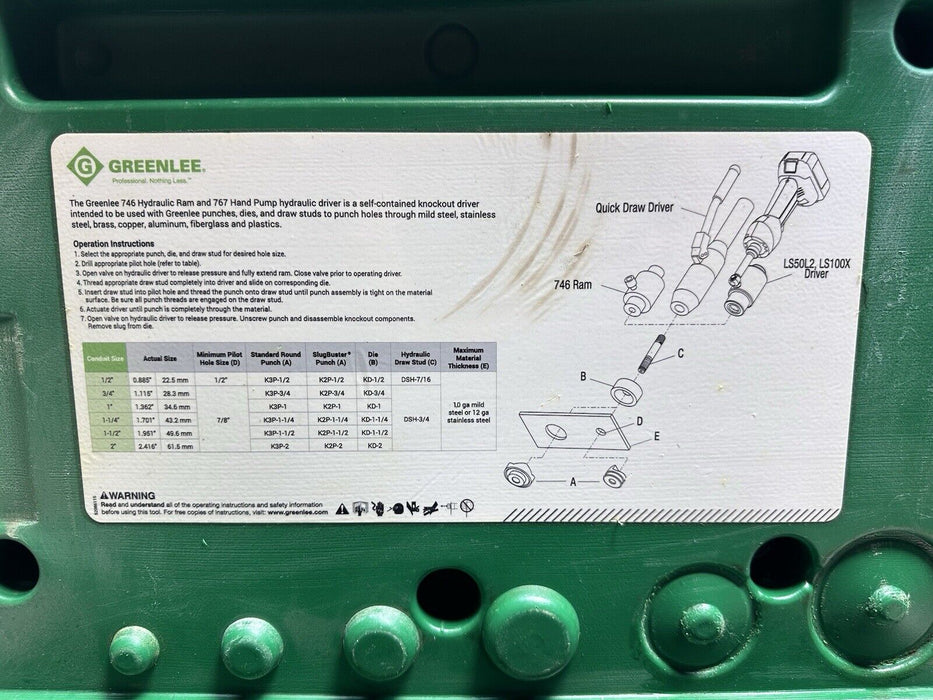 G GREENLEE®
Professional. Nothing Less.™
The Greenlee 746 Hydraulic Ram and 767 Hand Pump hydraulic driver is a self-contained knockout driver
intended to be used with Greenlee punches, dies, and draw studs to punch holes through mild steel, stainless
steel, brass, copper, aluminum, fiberglass and plastics.
Operation Instructions
1. Select the appropriate punch, die, and draw stud for desired hole size.
2. Drill appropriate pilot hole (refer to table).
3. Open valve on hydraulic driver to release pressure and fully extend ram. Close valve prior to operating driver.
4. Thread appropriate draw stud completely into driver and slide on corresponding die.
5. Insert draw stud into pilot hole and thread the punch onto draw stud until punch assembly is tight on the material
surface. Be sure all punch threads are engaged on the draw stud.
6. Actuate driver until punch is completely through the material.
7. Open valve on hydraulic driver to release pressure. Unscrew punch and disassemble knockout components.
Remove slug from die.
Conduit Size Actual Size Minimum Pilot Hole Size (D) Standard Round Punch (A) SlugBuster® Punch (A) Die (B) Hydraulic Draw Stud (C) Maximum Material Thickness (E)
1/2" 0.885" 22.5 mm 1/2" K3P-1/2 K2P-1/2 KD-1/2 DSH-7/16
3/4" 1.115" 28.3 mm K3P-3/4 K2P-3/4 KD-3/4
1" 1.362" 34.6 mm K3P-1 K2P-1 KD-1
1-1/4" 1.701" 43.2 mm 7/8" K3P-1-1/4 K2P-1-1/4 KD-1-1/4 DSH-3/4 10 ga mild steel or 12 ga stainless steel
1-1/2" 1.951" 49.6 mm K3P-1-1/2 K2P-1-1/2 KD-1-1/2
2" 2.416" 61.5 mm K3P-2 K2P-2 KD-2
WARNING
Read and understand all of the operating instructions and safety information
before using this tool. For free copies of instructions, visit: www.greenlee.com
Quick Draw Driver
LS50L2, LS100X
Driver
746 Ram
C
B
D
E
A